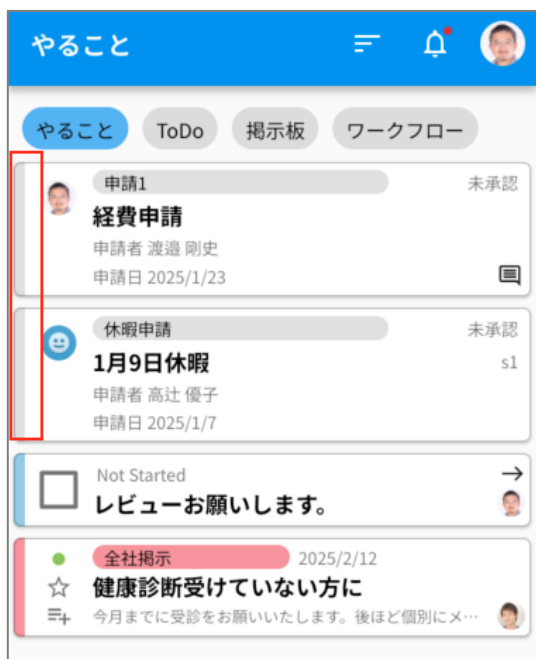 やること
やること ToDo 掲示板 ワークフロー
申請1 未承認
経費申請
申請者 渡邉 剛史
申請日 2025/1/23
休暇申請 未承認
1月9日休暇 s1
申請者 高辻 優子
申請日 2025/1/7
Not Started
レビューお願いします。
全社掲示 2025/2/12
健康診断受けていない方に
今月までに受診をお願いいたします。後ほど個別にメ…